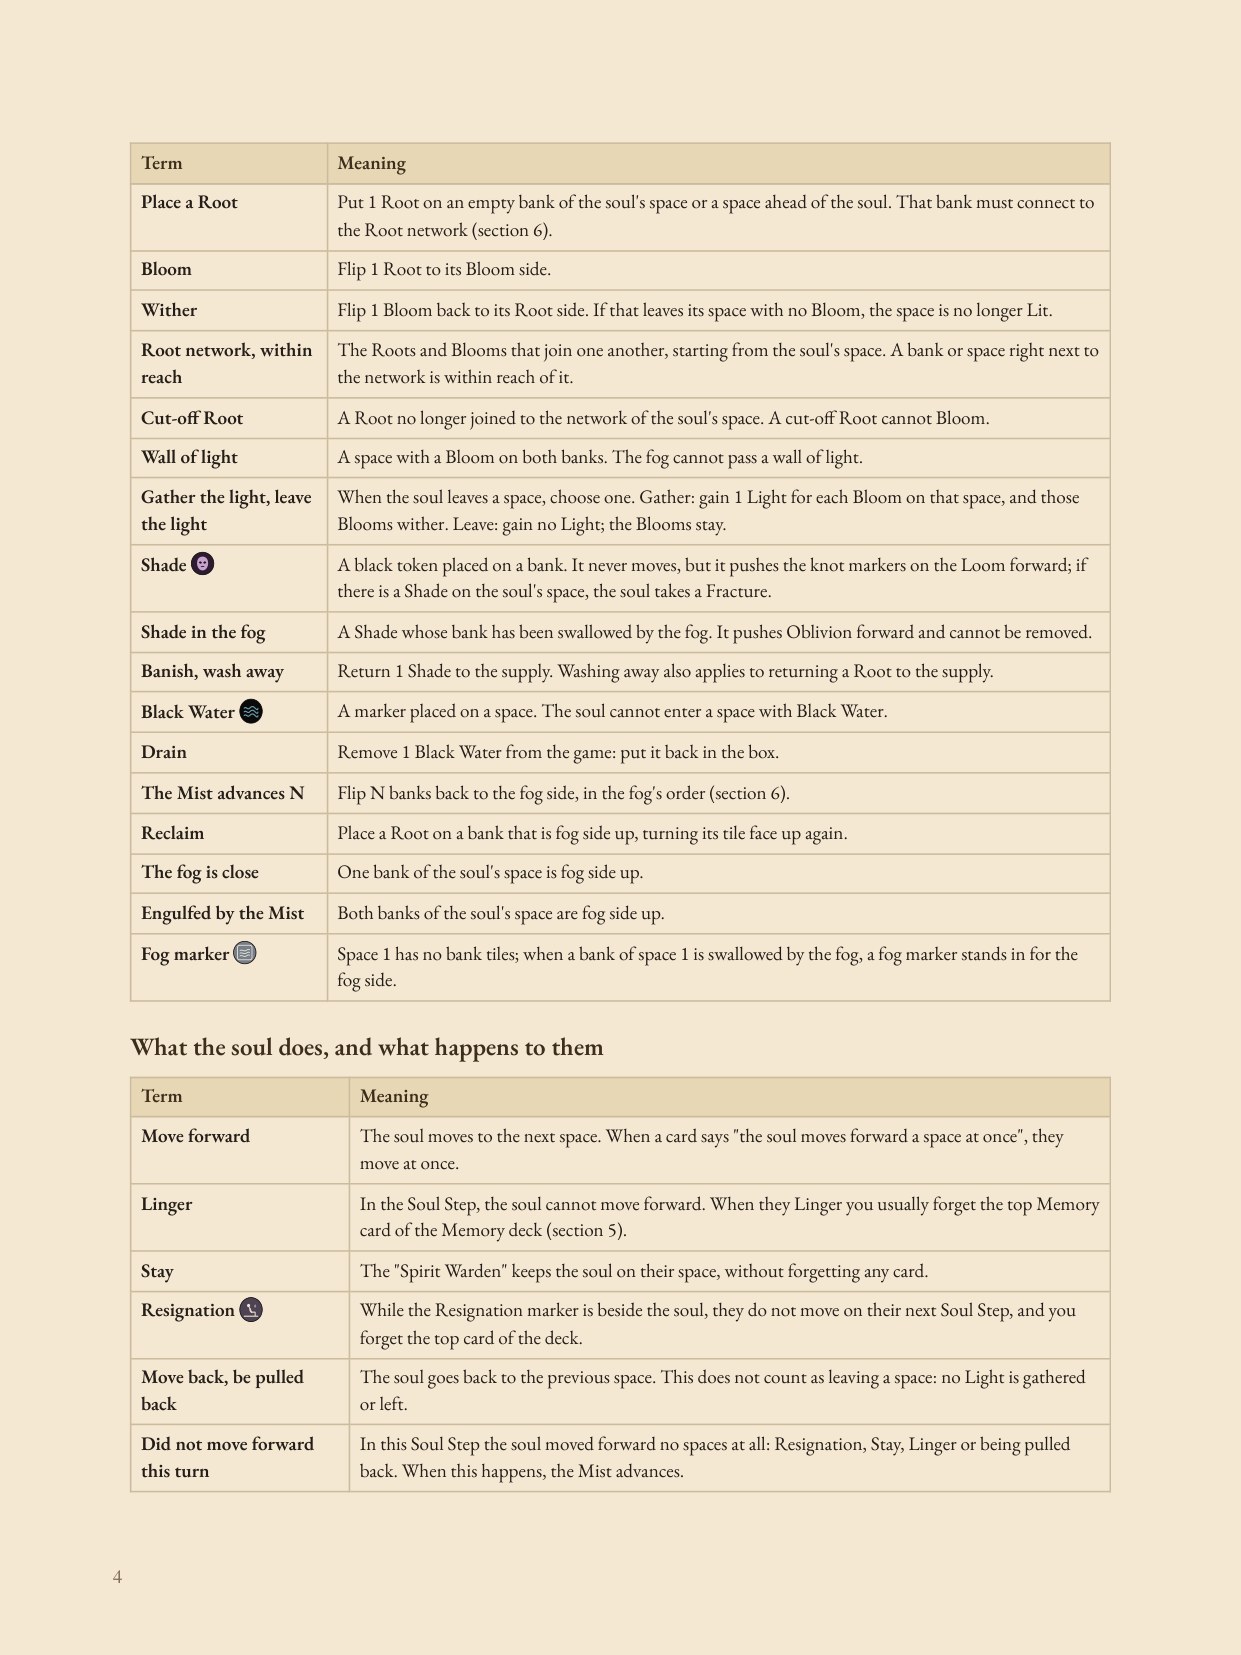 Term Meaning
Place a Root Put 1 Root on an empty bank of the soul's space or a space ahead of the soul. That bank must connect to
the Root network (section 6).
Bloom Flip 1 Root to its Bloom side.
Wither Flip 1 Bloom back to its Root side. If that leaves its space with no Bloom, the space is no longer Lit.
Root network, within The Roots and Blooms that join one another, starting from the soul's space. A bank or space right next to
reach the network is within reach of it.
Cut-off Root A Root no longer joined to the network of the soul's space. A cut-off Root cannot Bloom.
Wall of light A space with a Bloom on both banks. The fog cannot pass a wall of light.
Gather the light, leave When the soul leaves a space, choose one. Gather: gain 1 Light for each Bloom on that space, and those
the light Blooms wither. Leave: gain no Light; the Blooms stay.
Shade A black token placed on a bank. It never moves, but it pushes the knot markers on the Loom forward; if
there is a Shade on the soul's space, the soul takes a Fracture.
Shade in the fog A Shade whose bank has been swallowed by the fog. It pushes Oblivion forward and cannot be removed.
Banish, wash away Return 1 Shade to the supply. Washing away also applies to returning a Root to the supply.
Black Water A marker placed on a space. The soul cannot enter a space with Black Water.
Drain Remove 1 Black Water from the game: put it back in the box.
The Mist advances N Flip N banks back to the fog side, in the fog's order (section 6).
Reclaim Place a Root on a bank that is fog side up, turning its tile face up again.
The fog is close One bank of the soul's space is fog side up.
Engulfed by the Mist Both banks of the soul's space are fog side up.
Fog marker Space 1 has no bank tiles; when a bank of space 1 is swallowed by the fog, a fog marker stands in for the
fog side.
What the soul does, and what happens to them
Term Meaning
Move forward The soul moves to the next space. When a card says "the soul moves forward a space at once", they
move at once.
Linger In the Soul Step, the soul cannot move forward. When they Linger you usually forget the top Memory
card of the Memory deck (section 5).
Stay The "Spirit Warden" keeps the soul on their space, without forgetting any card.
Resignation While the Resignation marker is beside the soul, they do not move on their next Soul Step, and you
forget the top card of the deck.
Move back, be pulled The soul goes back to the previous space. This does not count as leaving a space: no Light is gathered
back or left.
Did not move forward In this Soul Step the soul moved forward no spaces at all: Resignation, Stay, Linger or being pulled
this turn back. When this happens, the Mist advances.
4